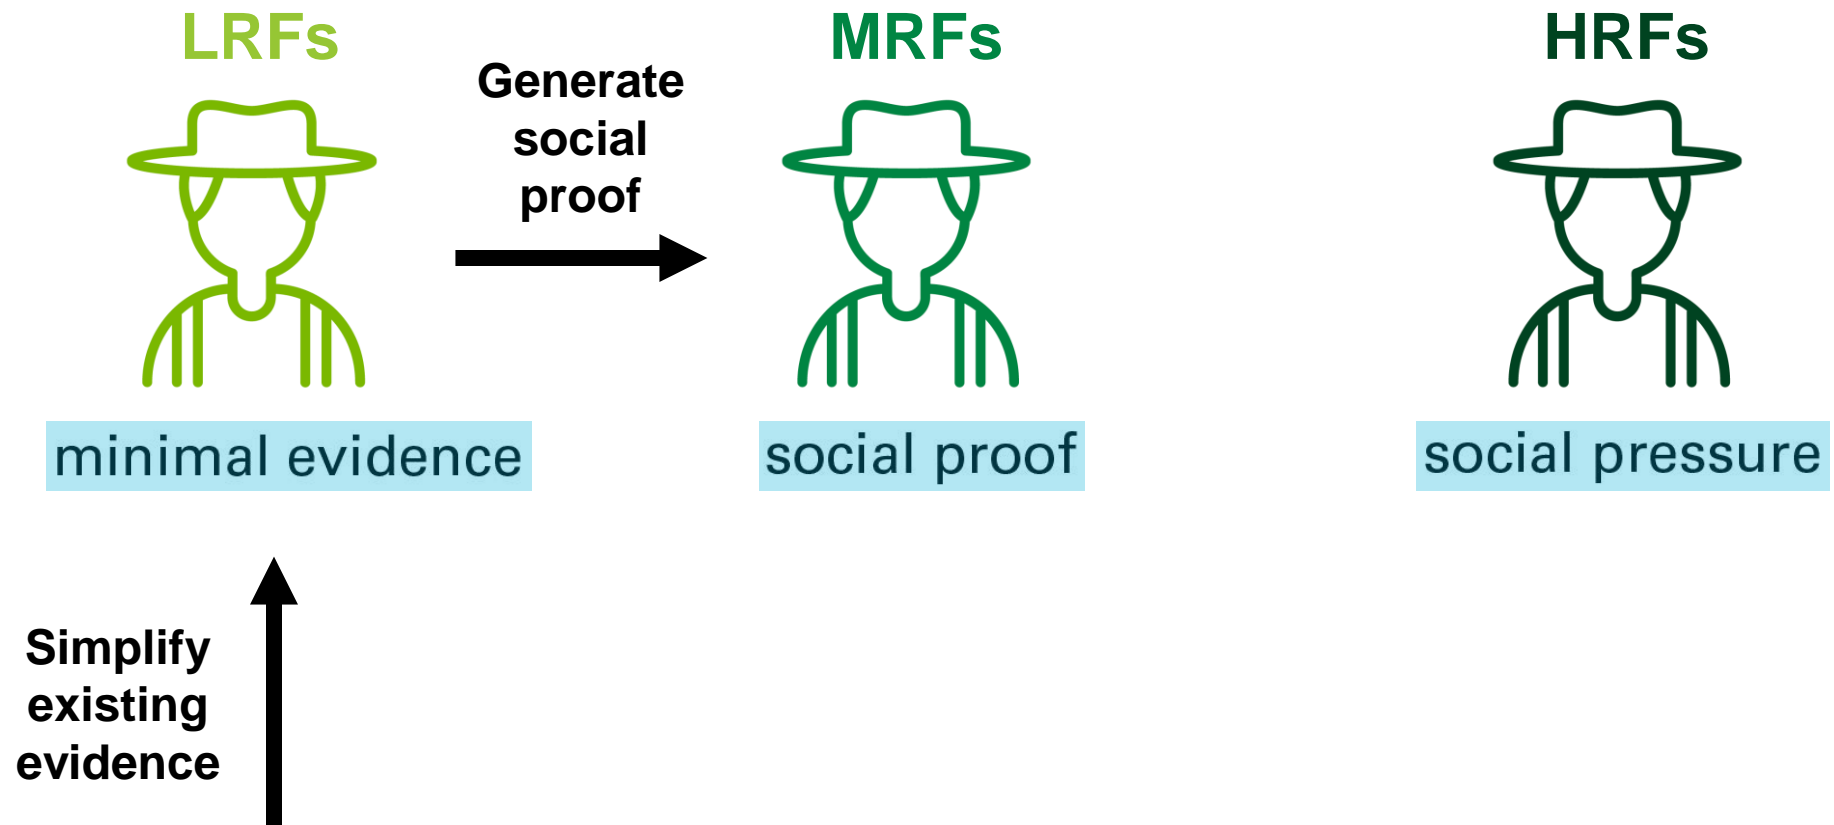 LRFs
Generate
social
proof
MRFs
HRFs
minimal evidence
social proof
social pressure
Simplify
existing
evidence